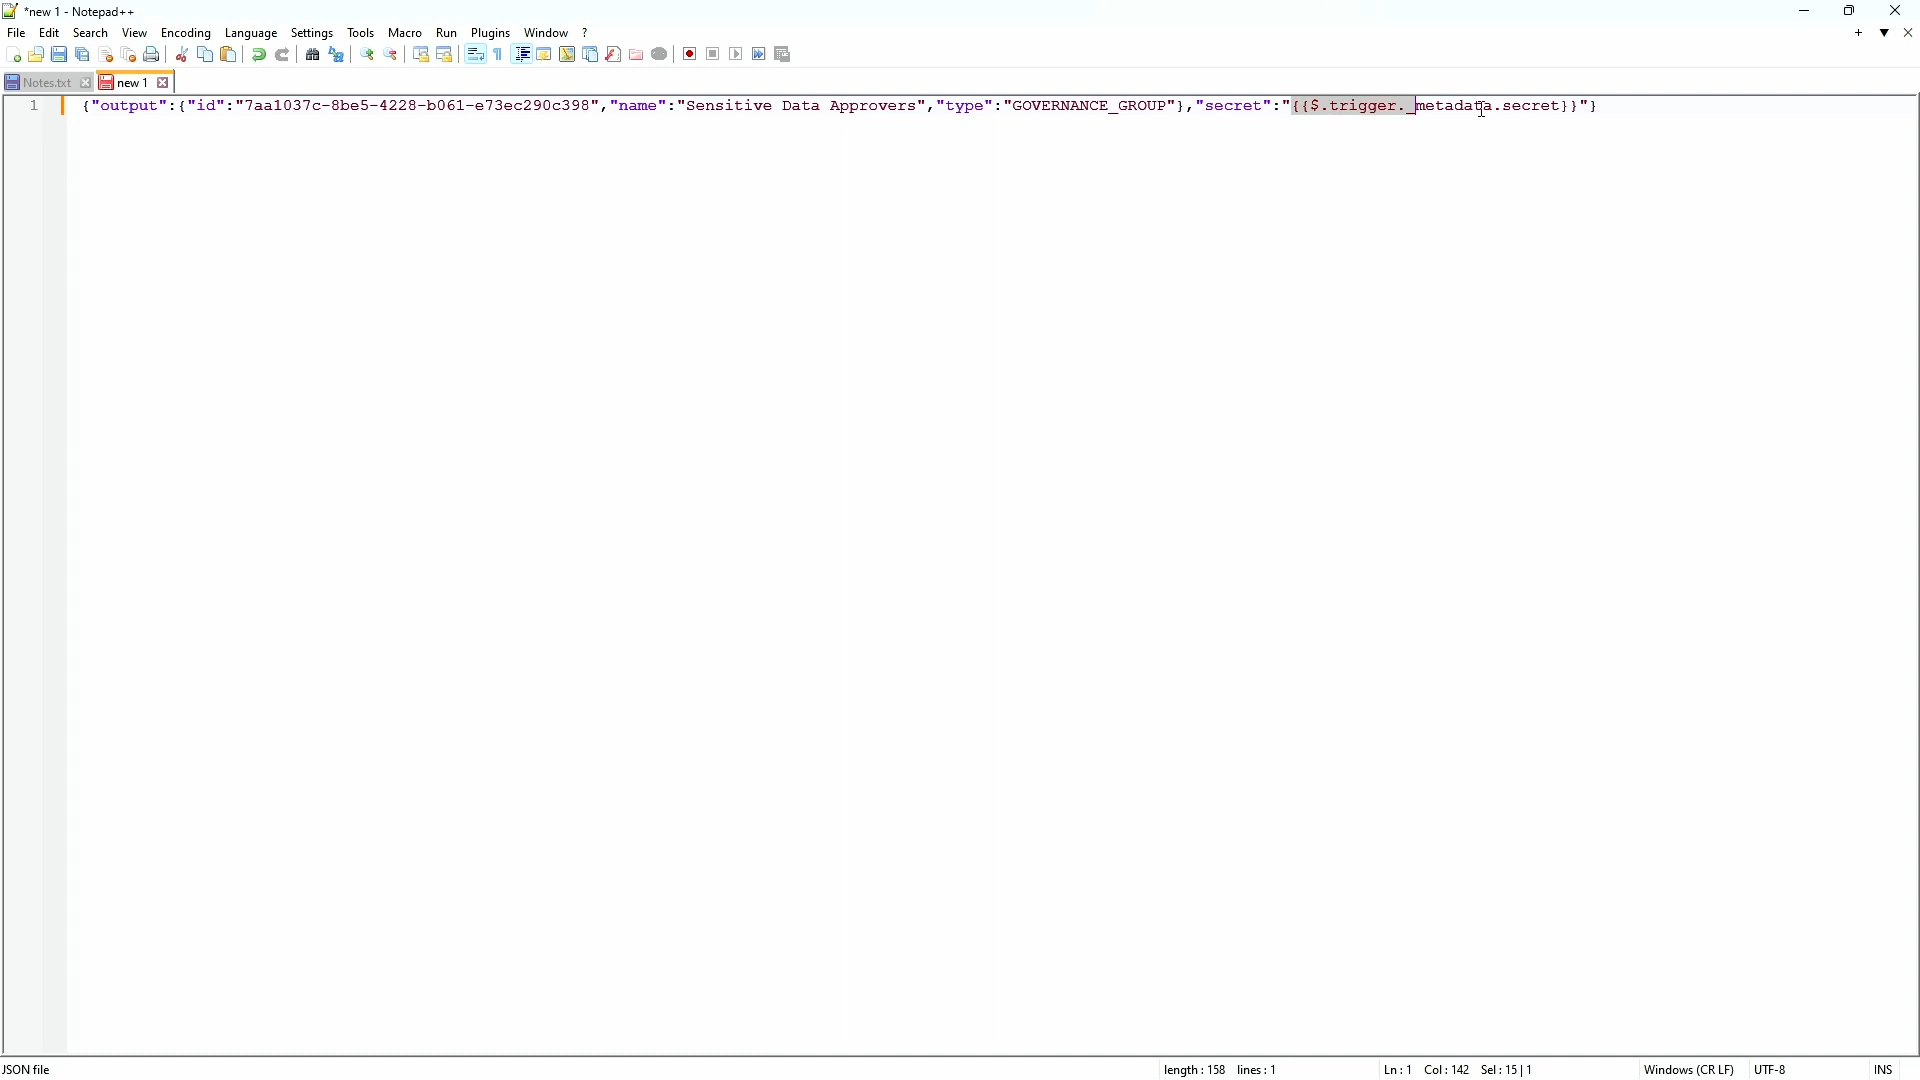 *new 1 - Notepad++
File Edit Search View Encoding Language Settings Tools Macro Run Plugins Window ?
Notes.txt new 1
1 {"output":{"id":"7aa1037c-8be5-4228-b061-e73ec290c398","name":"Sensitive Data Approvers","type":"GOVERNANCE_GROUP"},"secret":"{{$.trigger._metadata.secret}}"}
JSON file length : 158 lines : 1 Ln : 1 Col : 142 Sel : 15 | 1 Windows (CR LF) UTF-8 INS